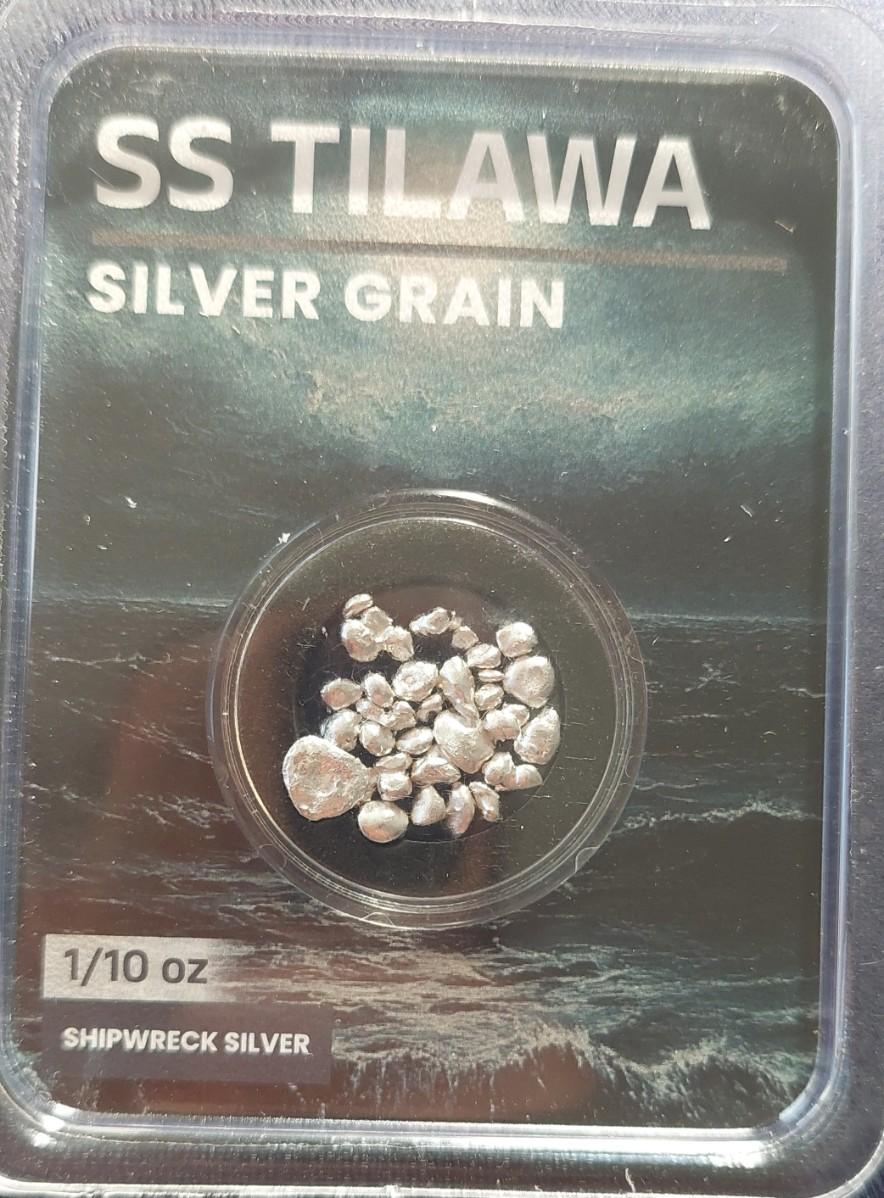 SS TILAWA
SILVER GRAIN
1/10 oz
SHIPWRECK SILVER